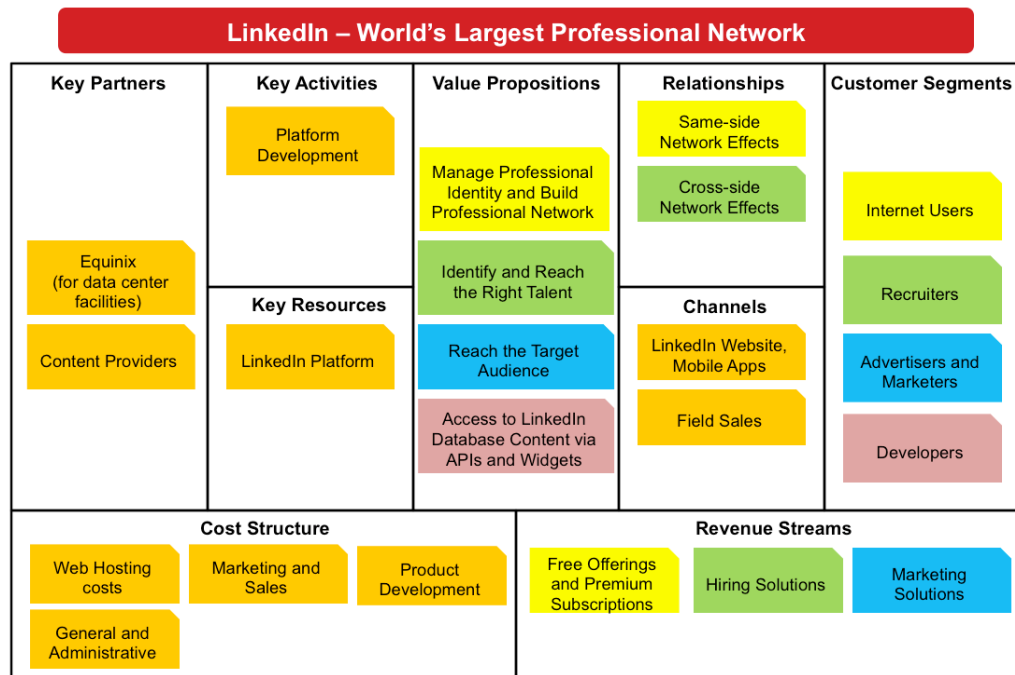 LinkedIn – World's Largest Professional Network
Key Partners
Equinix
(for data center
facilities)
Content Providers
Key Activities
Platform
Development
Key Resources
LinkedIn Platform
Value Propositions
Manage Professional
Identity and Build
Professional Network
Identify and Reach
the Right Talent
Reach the Target
Audience
Access to LinkedIn
Database Content via
APIs and Widgets
Relationships
Same-side
Network Effects
Cross-side
Network Effects
Channels
LinkedIn Website,
Mobile Apps
Field Sales
Customer Segments
Internet Users
Recruiters
Advertisers and
Marketers
Developers
Cost Structure
Web Hosting
costs
Marketing and
Sales
Product
Development
General and
Administrative
Revenue Streams
Free Offerings
and Premium
Subscriptions
Hiring Solutions
Marketing
Solutions